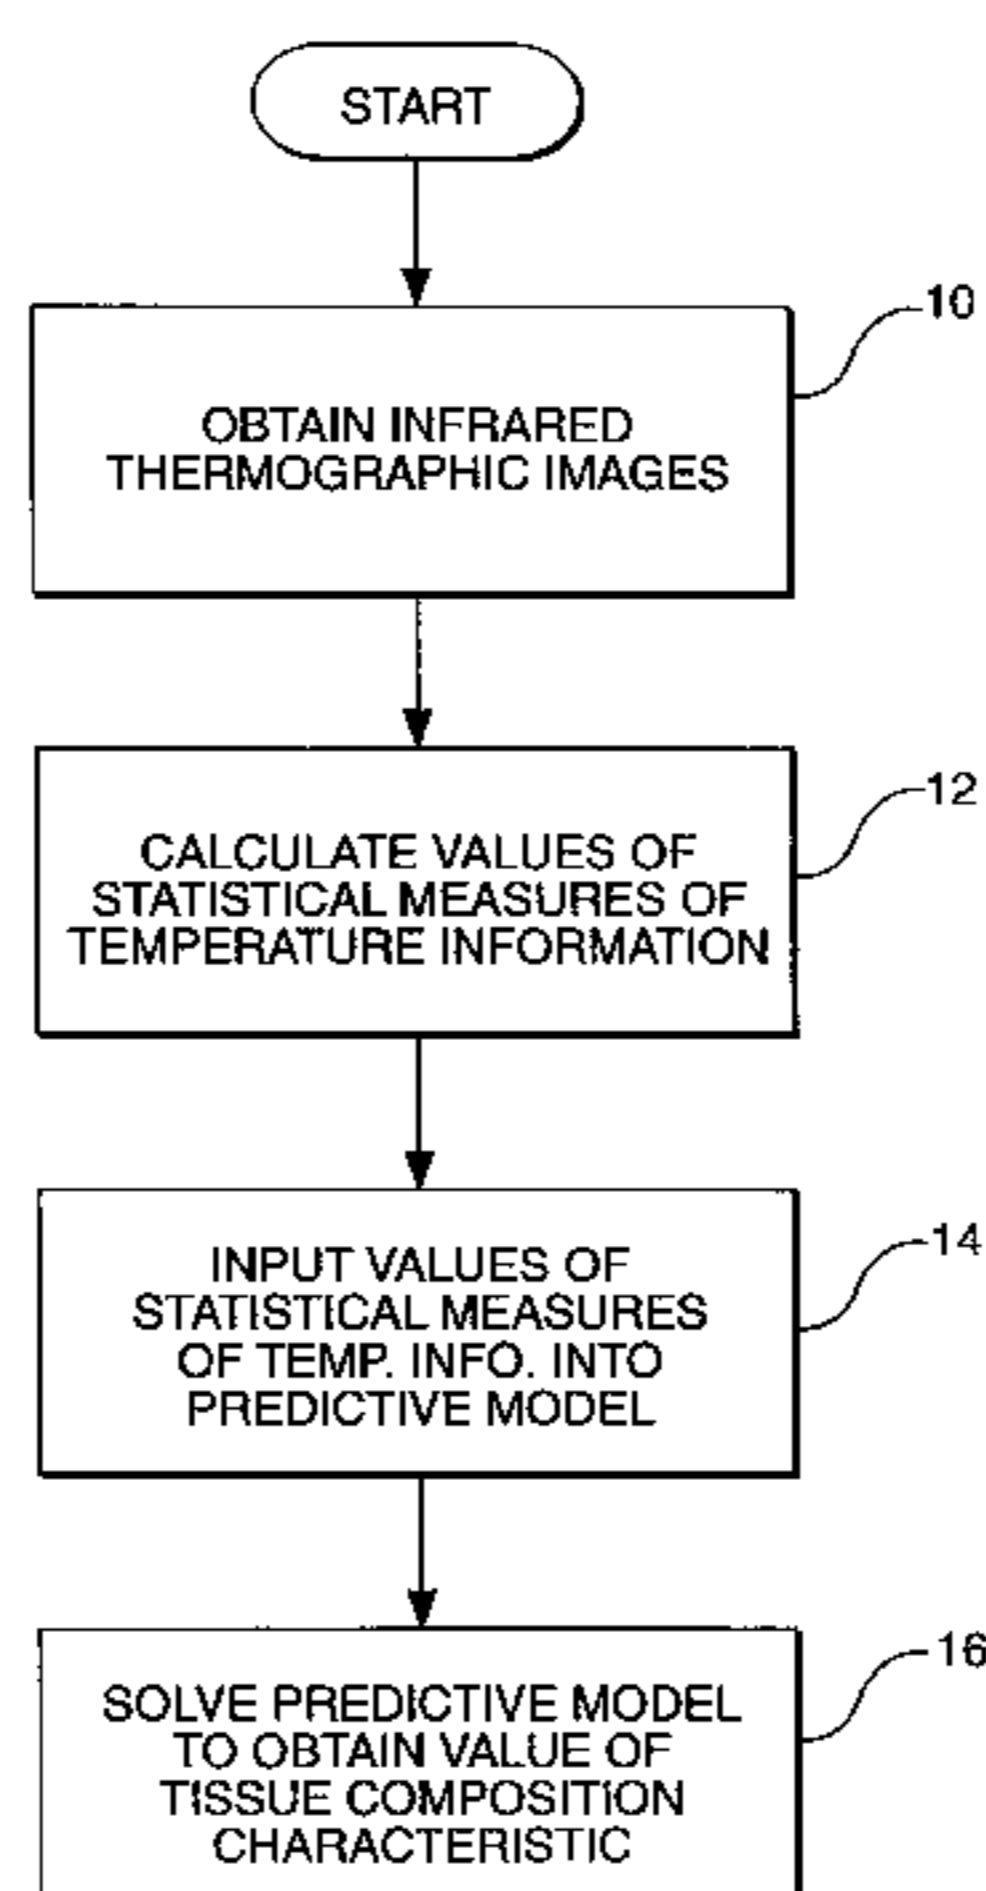 START
10
OBTAIN INFRARED
THERMOGRAPHIC IMAGES
12
CALCULATE VALUES OF
STATISTICAL MEASURES OF
TEMPERATURE INFORMATION
14
INPUT VALUES OF
STATISTICAL MEASURES
OF TEMP. INFO. INTO
PREDICTIVE MODEL
16
SOLVE PREDICTIVE MODEL
TO OBTAIN VALUE OF
TISSUE COMPOSITION
CHARACTERISTIC